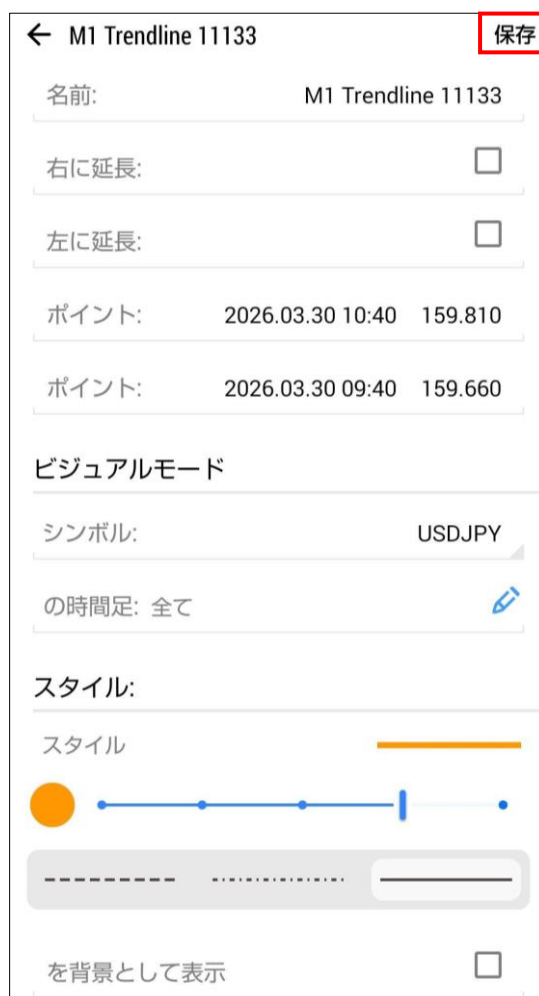 ← M1 Trendline 11133 保存
名前: M1 Trendline 11133
右に延長:
左に延長:
ポイント: 2026.03.30 10:40 159.810
ポイント: 2026.03.30 09:40 159.660
ビジュアルモード
シンボル: USDJPY
の時間足: 全て
スタイル:
スタイル
を背景として表示